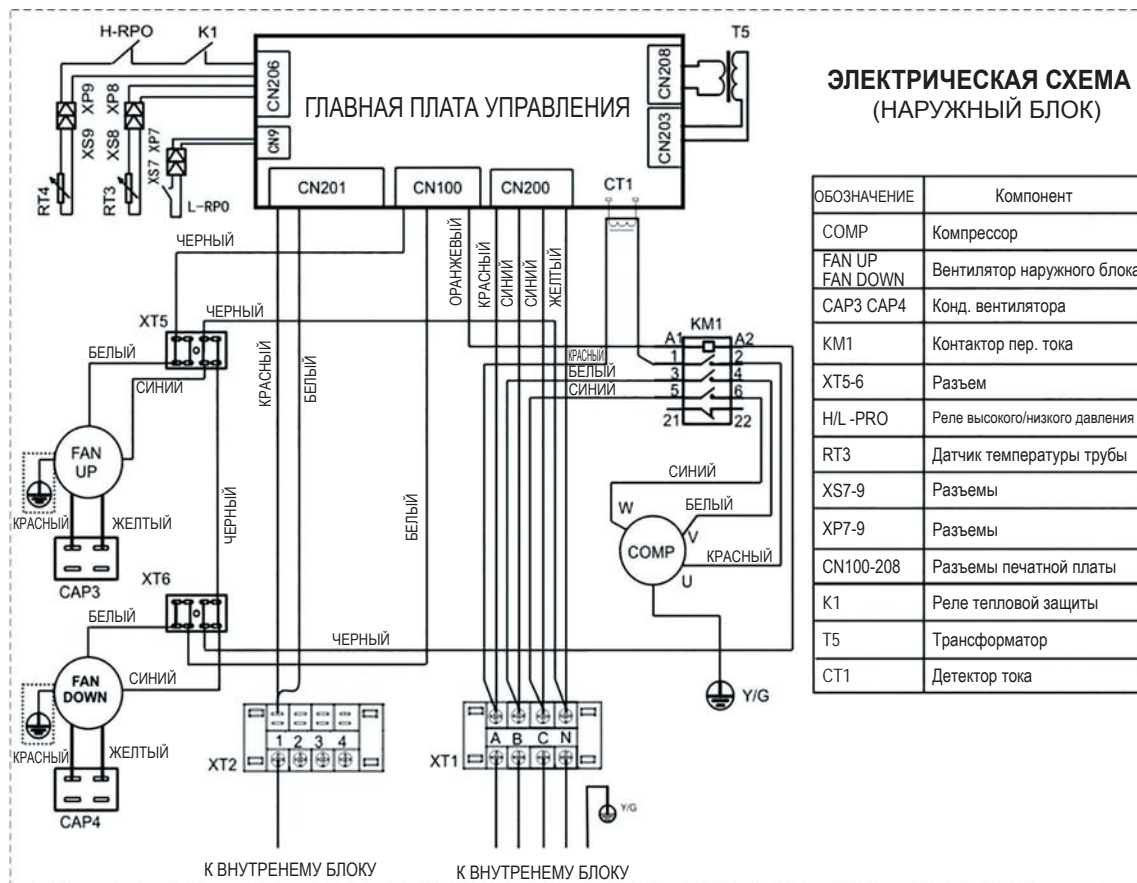 H-RPO
K1
T5
CN206
CN208
ЭЛЕКТРИЧЕСКАЯ СХЕМА
(НАРУЖНЫЙ БЛОК)
XP9
XP8
XS9
XS8
XP7
XS7
CN9
ГЛАВНАЯ ПЛАТА УПРАВЛЕНИЯ
CN203
RT4
RT3
L-RPO
CN201
CN100
CN200
CT1
ОБОЗНАЧЕНИЕ
Компонент
COMP
Компрессор
FAN UP
FAN DOWN
Вентилятор наружного блока
CAP3 CAP4
Конд. вентилятора
KM1
Контактор пер. тока
XT5-6
Разъем
H/L -PRO
Реле высокого/низкого давления
RT3
Датчик температуры трубы
XS7-9
Разъемы
XP7-9
Разъемы
CN100-208
Разъемы печатной платы
K1
Реле тепловой защиты
T5
Трансформатор
CT1
Детектор тока
ЧЕРНЫЙ
ОРАНЖЕВЫЙ
КРАСНЫЙ
СИНИЙ
СИНИЙ
ЖЕЛТЫЙ
XT5
ЧЕРНЫЙ
БЕЛЫЙ
СИНИЙ
КРАСНЫЙ
БЕЛЫЙ
KM1
A1
A2
КРАСНЫЙ
1
2
БЕЛЫЙ
3
4
СИНИЙ
5
6
21
22
FAN
UP
КРАСНЫЙ
ЖЕЛТЫЙ
ЧЕРНЫЙ
БЕЛЫЙ
CAP3
СИНИЙ
W
БЕЛЫЙ
V
COMP
КРАСНЫЙ
U
XT6
БЕЛЫЙ
ЧЕРНЫЙ
FAN
DOWN
СИНИЙ
Y/G
КРАСНЫЙ
ЖЕЛТЫЙ
CAP4
XT2
1 2 3 4
XT1
A B C N
Y/G
К ВНУТРЕНЕМУ БЛОКУ
К ВНУТРЕНЕМУ БЛОКУ